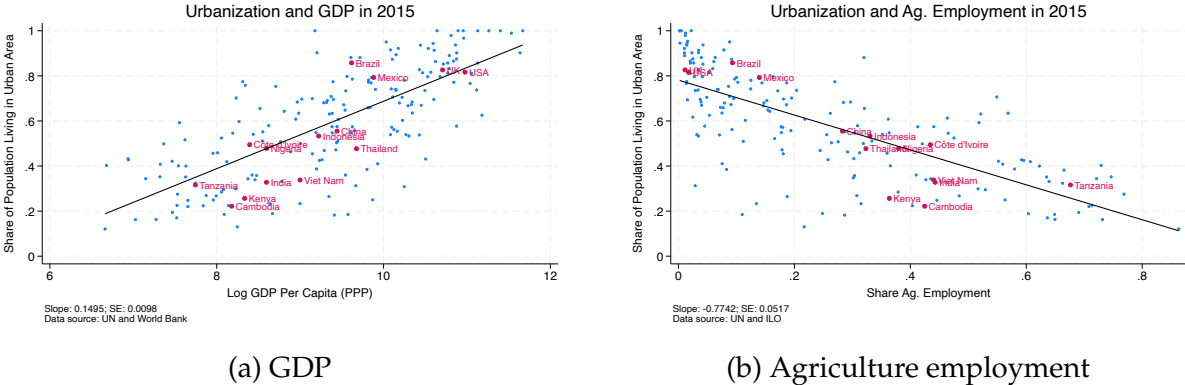 Urbanization and GDP in 2015
Share of Population Living in Urban Area
1
.8
.6
.4
.2
0
Brazil
UK
USA
Mexico
China
Indonesia
Côte d'Ivoire
Nigeria
Thailand
India
Viet Nam
Tanzania
Kenya
Cambodia
6
8
10
12
Log GDP Per Capita (PPP)
Slope: 0.1495; SE: 0.0098
Data source: UN and World Bank
(a) GDP
Urbanization and Ag. Employment in 2015
Share of Population Living in Urban Area
1
.8
.6
.4
.2
0
Brazil
UK
USA
Mexico
China
Indonesia
Côte d'Ivoire
Thailand
Nigeria
Viet Nam
India
Tanzania
Kenya
Cambodia
0
.2
.4
.6
.8
Share Ag. Employment
Slope: -0.7742; SE: 0.0517
Data source: UN and ILO
(b) Agriculture employment